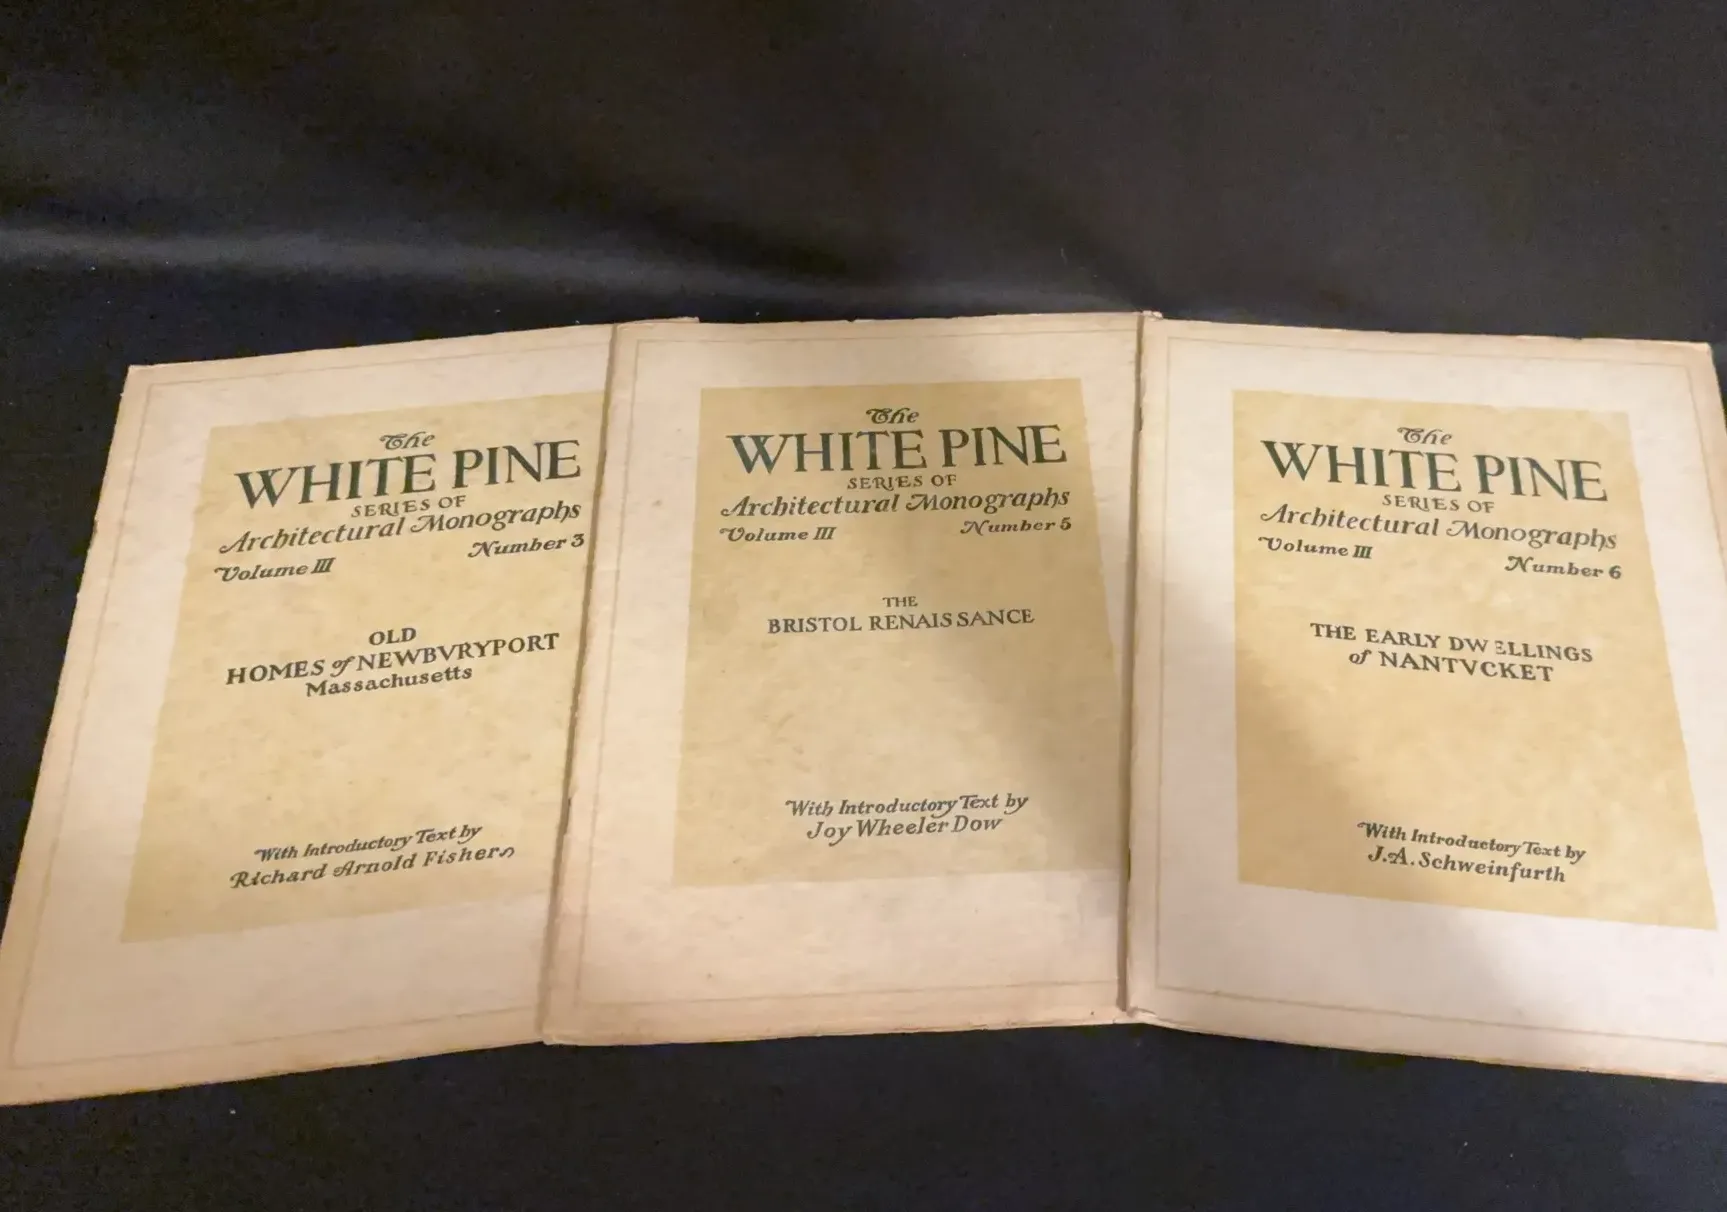 The
WHITE PINE
SERIES OF
Architectural Monographs
Volume III Number 3
OLD
HOMES of NEWBVRYPORT
Massachusetts
With Introductory Text by
Richard Arnold Fisher
The
WHITE PINE
SERIES OF
Architectural Monographs
Volume III Number 5
THE
BRISTOL RENAISSANCE
With Introductory Text by
Joy Wheeler Dow
The
WHITE PINE
SERIES OF
Architectural Monographs
Volume III Number 6
THE EARLY DWELLINGS
of NANTVCKET
With Introductory Text by
J.A. Schweinfurth